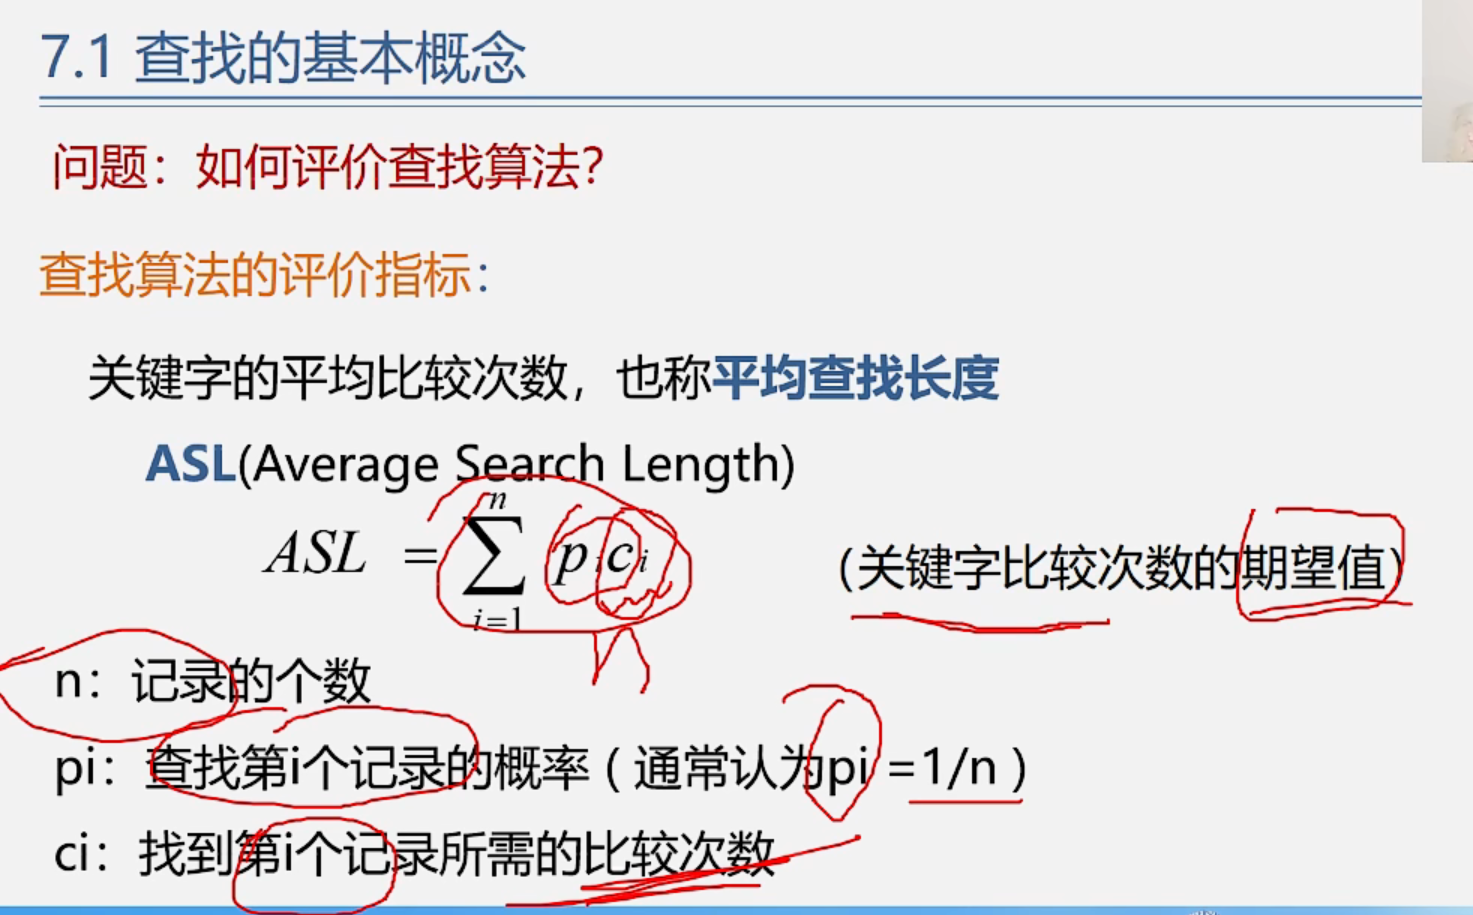 7.1 查找的基本概念
问题：如何评价查找算法？
查找算法的评价指标：
关键字的平均比较次数，也称平均查找长度
ASL(Average Search Length)
ASL = ∑ⁿᵢ₌₁ pᵢcᵢ （关键字比较次数的期望值）
n：记录的个数
pi：查找第i个记录的概率 ( 通常认为pi =1/n )
ci：找到第i个记录所需的比较次数